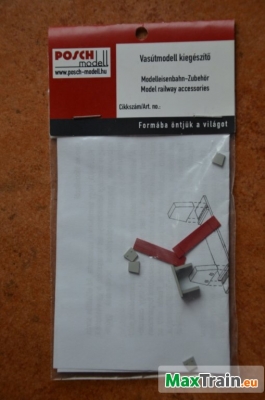 POSCH
modell
www.posch-modell.hu
Vasútmodell kiegészítő
Modelleisenbahn-Zubehör
Model railway accessories
Cikkszám/Art. no.:
Formába öntjük a világot
MaxTrain.eu